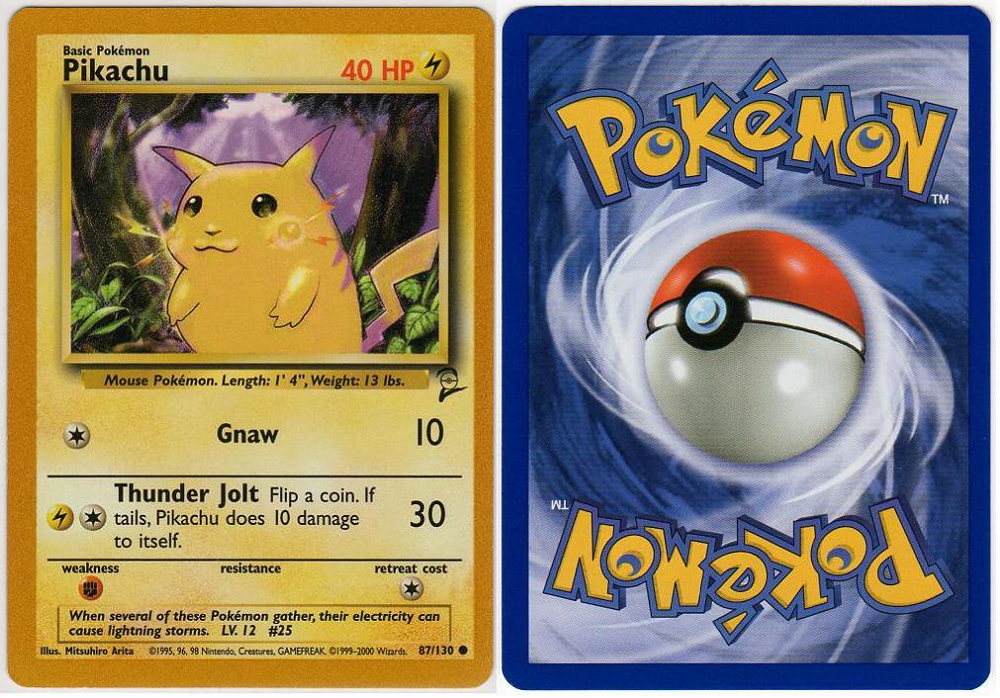 Basic Pokémon
Pikachu
40 HP
Mouse Pokémon. Length: 1' 4", Weight: 13 lbs.
Gnaw 10
Thunder Jolt Flip a coin. If
tails, Pikachu does 10 damage
to itself.
30
weakness resistance retreat cost
When several of these Pokémon gather, their electricity can
cause lightning storms. LV. 12 #25
Illus. Mitsuhiro Arita ©1995, 96, 98 Nintendo, Creatures, GAMEFREAK. ©1999-2000 Wizards. 87/130 ●
POKéMON
TM
TM
POKéMON